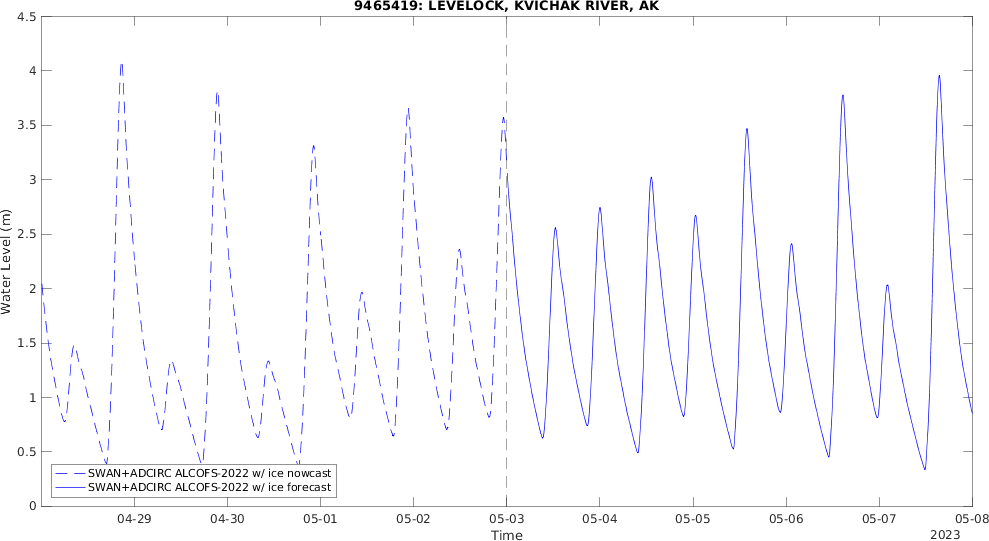 9465419: LEVELOCK, KVICHAK RIVER, AK
4.5
4
3.5
3
2.5
2
1.5
1
0.5
0
Water Level (m)
SWAN+ADCIRC ALCOFS-2022 w/ ice nowcast
SWAN+ADCIRC ALCOFS-2022 w/ ice forecast
04-29 04-30 05-01 05-02 05-03 05-04 05-05 05-06 05-07 05-08
Time
2023